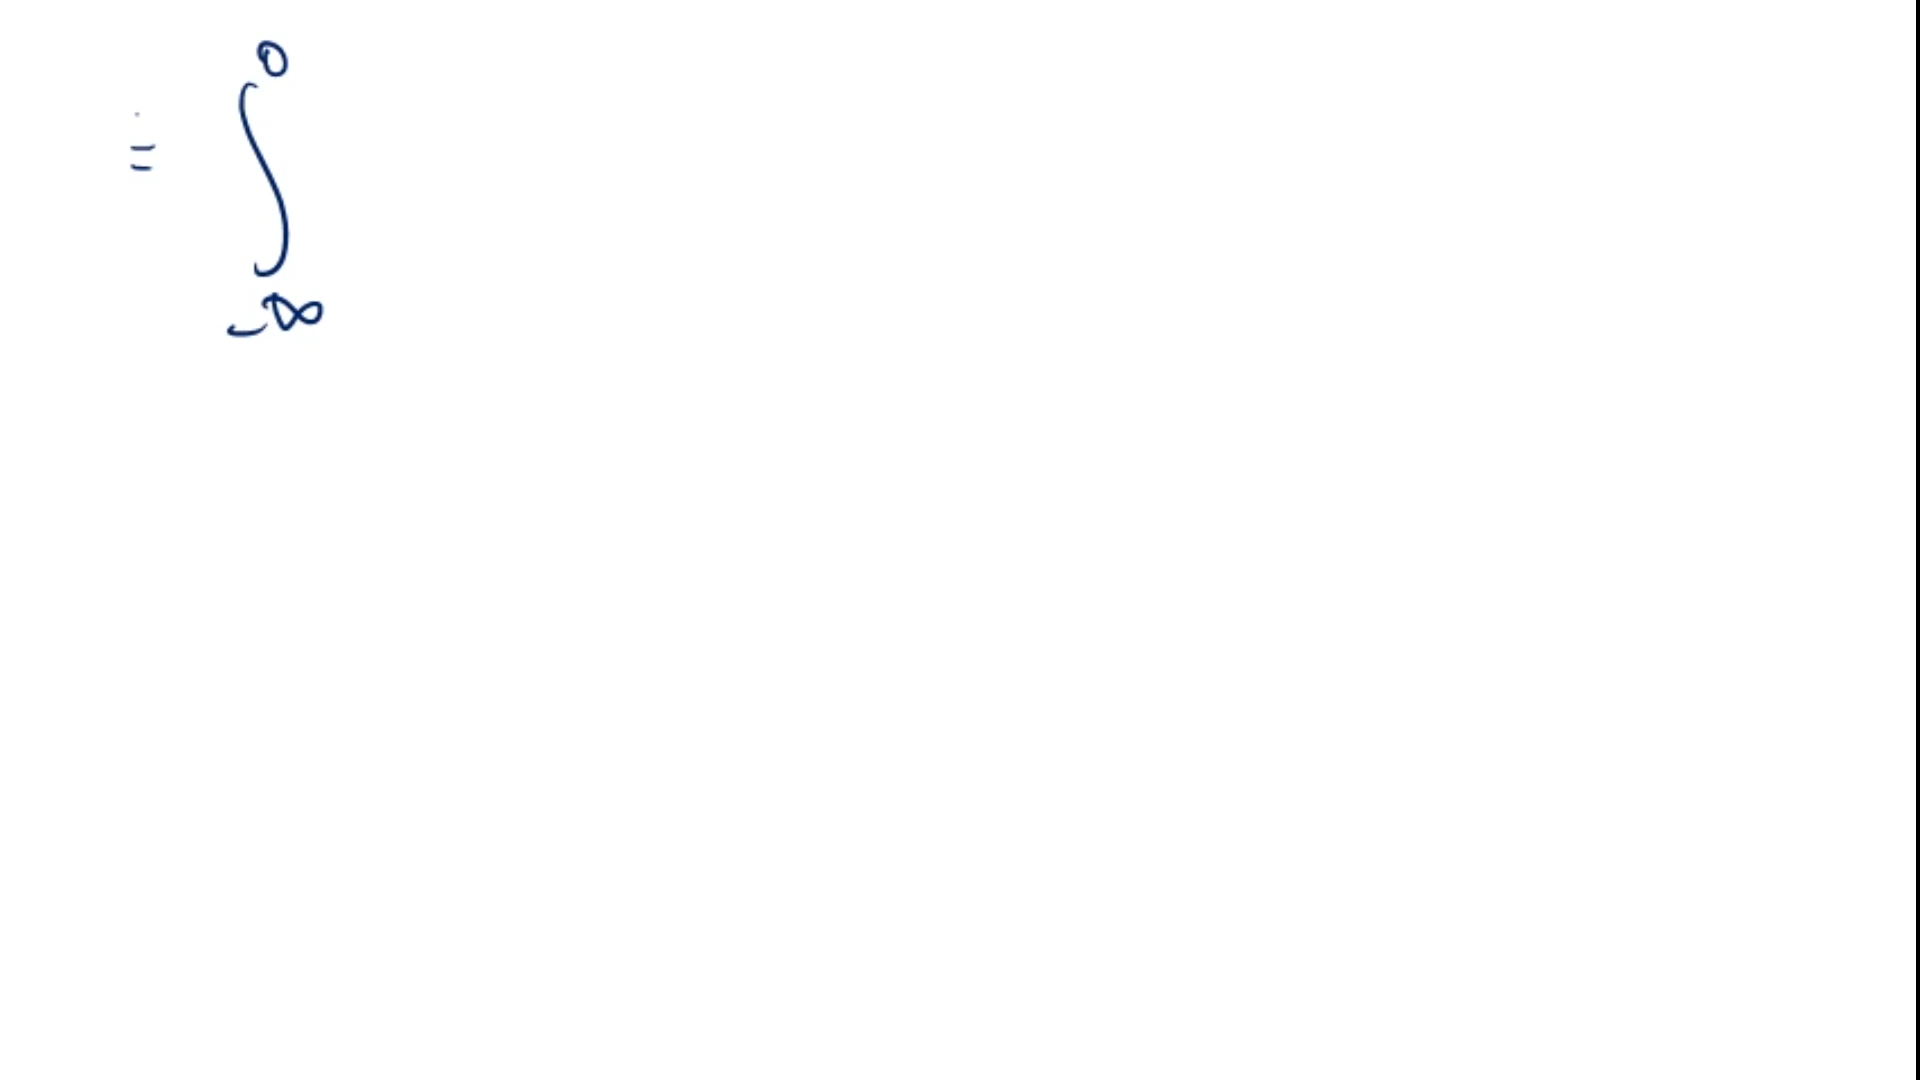 = ∫_{-∞}^{0}